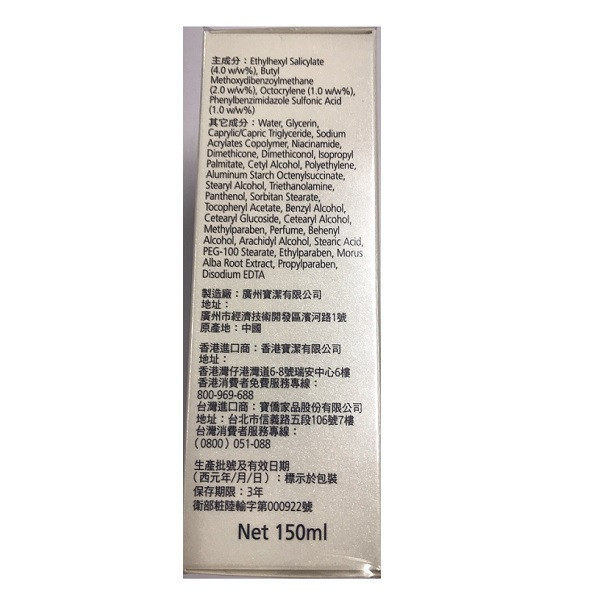 主成分：Ethylhexyl Salicylate
(4.0 w/w%), Butyl
Methoxydibenzoylmethane
(2.0 w/w%), Octocrylene (1.0 w/w%),
Phenylbenzimidazole Sulfonic Acid
(1.0 w/w%)
其它成分：Water, Glycerin,
Caprylic/Capric Triglyceride, Sodium
Acrylates Copolymer, Niacinamide,
Dimethicone, Dimethiconol, Isopropyl
Palmitate, Cetyl Alcohol, Polyethylene,
Aluminum Starch Octenylsuccinate,
Stearyl Alcohol, Triethanolamine,
Panthenol, Sorbitan Stearate,
Tocopheryl Acetate, Benzyl Alcohol,
Cetearyl Glucoside, Cetearyl Alcohol,
Methylparaben, Perfume, Behenyl
Alcohol, Arachidyl Alcohol, Stearic Acid,
PEG-100 Stearate, Ethylparaben, Morus
Alba Root Extract, Propylparaben,
Disodium EDTA
製造廠：廣州寶潔有限公司
地址：
廣州市經濟技術開發區濱河路1號
原產地：中國
香港進口商：香港寶潔有限公司
地址：
香港灣仔港灣道6-8號瑞安中心6樓
香港消費者免費服務專線：
800-969-688
台灣進口商：寶僑家品股份有限公司
地址：台北市信義路五段106號7樓
台灣消費者服務專線：
(0800) 051-088
生產批號及有效日期
(西元年/月/日)：標示於包裝
保存期限：3年
衛部粧陸輸字第000922號
Net 150ml